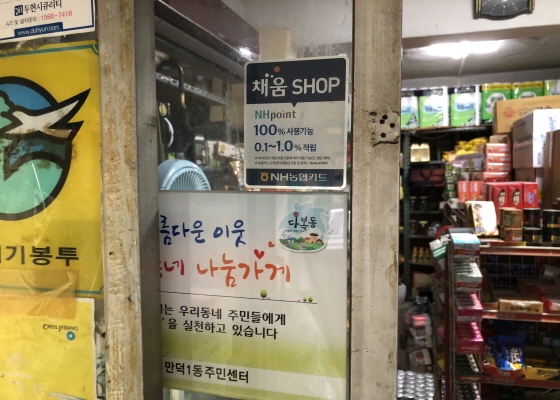 두현시큐리티
1566-7418
www.duhyun.com
기봉투
CHEILJEDANG
채움 SHOP
NHpoint
100% 사용가능
0.1~1.0% 적립
NH농협카드
다운 이웃
다복동
네 나눔가게
는 우리동네 주민들에게
을 실천하고 있습니다
만덕1동주민센터